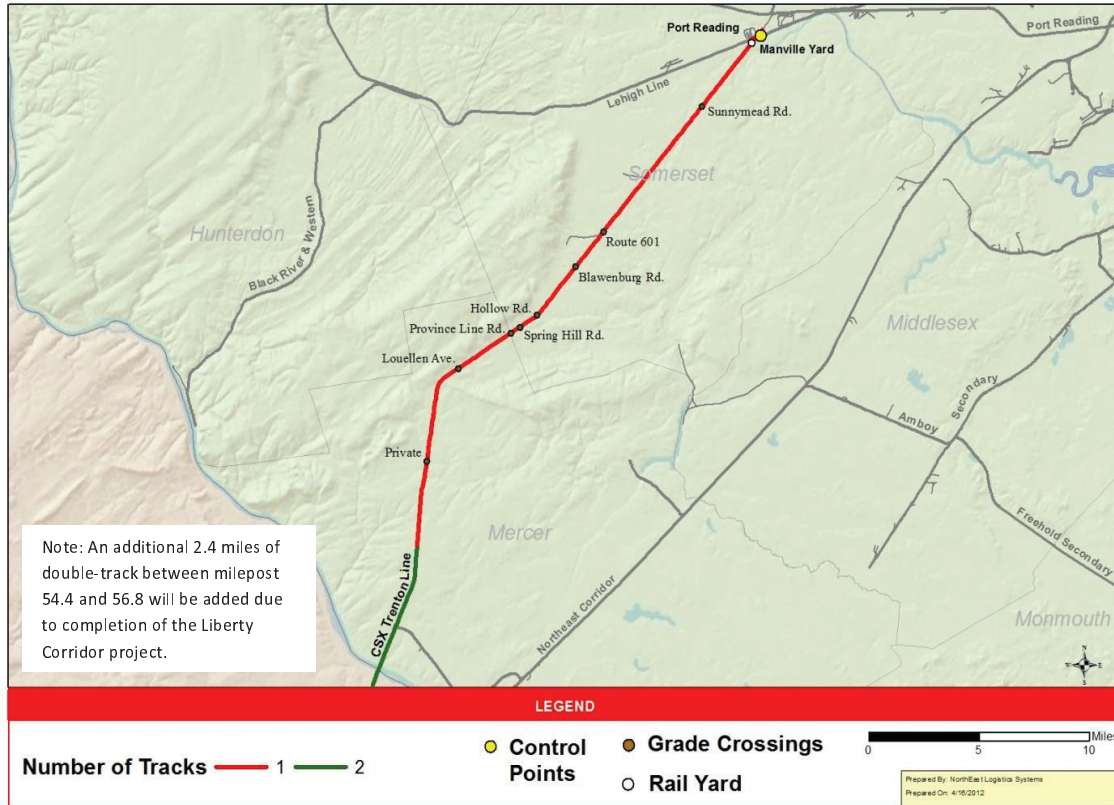 Port Reading
Port Reading
Manville Yard
Lehigh Line
Sunnymead Rd.
Somerset
Hunterdon
Black River & Western
Route 601
Blawenburg Rd.
Hollow Rd.
Province Line Rd.
Spring Hill Rd.
Middlesex
Louellen Ave.
Amboy
Secondary
Private
Mercer
Freehold Secondary
Note: An additional 2.4 miles of
double-track between milepost
54.4 and 56.8 will be added due
to completion of the Liberty
Corridor project.
CSX Trenton Line
Northeast Corridor
Monmouth
N
W
E
S
LEGEND
Number of Tracks 1 2
Control
Points
Grade Crossings
Rail Yard
Miles
0 5 10
Prepared By: NorthEast Logistics Systems
Prepared On: 4/16/2012